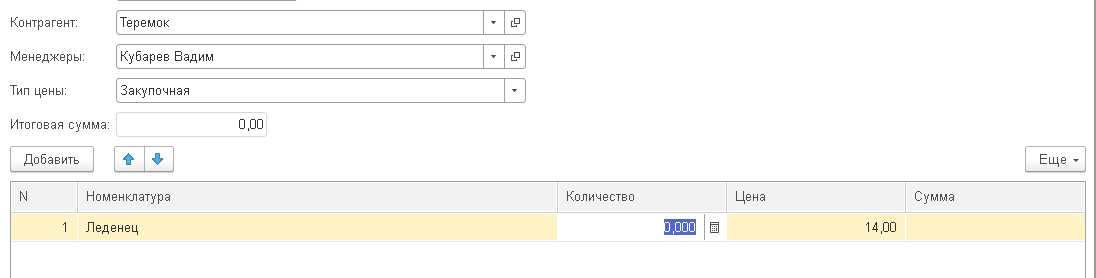 Контрагент: Теремок
Менеджеры: Кубарев Вадим
Тип цены: Закупочная
Итоговая сумма: 0,00
Добавить Еще
N Номенклатура Количество Цена Сумма
1 Леденец 0,000 14,00